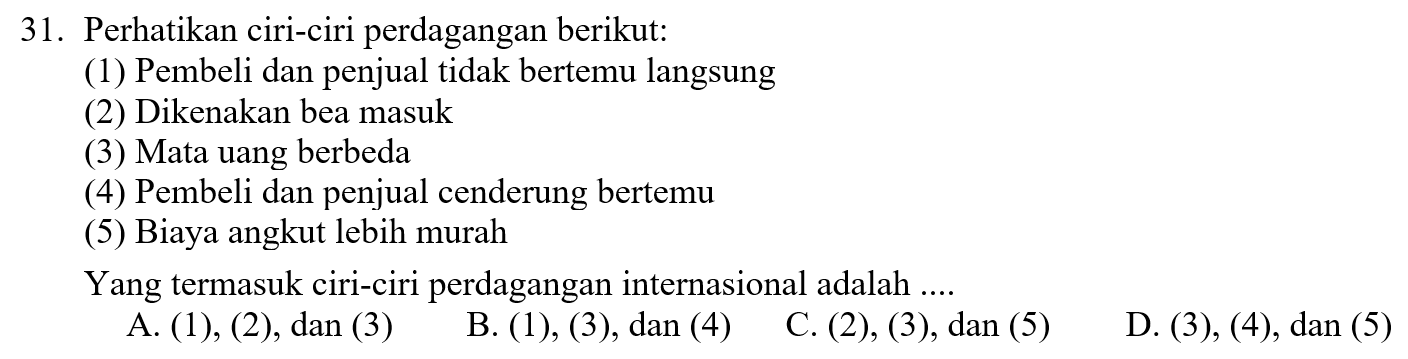 31. Perhatikan ciri-ciri perdagangan berikut:
(1) Pembeli dan penjual tidak bertemu langsung
(2) Dikenakan bea masuk
(3) Mata uang berbeda
(4) Pembeli dan penjual cenderung bertemu
(5) Biaya angkut lebih murah
Yang termasuk ciri-ciri perdagangan internasional adalah ....
A. (1), (2), dan (3) B. (1), (3), dan (4) C. (2), (3), dan (5) D. (3), (4), dan (5)